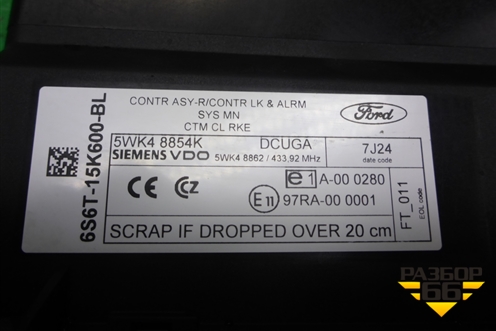 CONTR ASY-R/CONTR LK & ALRM
SYS MN
CTM CL RKE
Ford
5WK4 8854K DCUGA
7J24
SIEMENS VDO 5WK4 8862 / 433,92 MHz
date code
6S6T-15K600-BL
CE CZ
e1 A-00 0280
E11 97RA-00 0001
FT_011
EOL code
SCRAP IF DROPPED OVER 20 cm
РАЗБОР
66